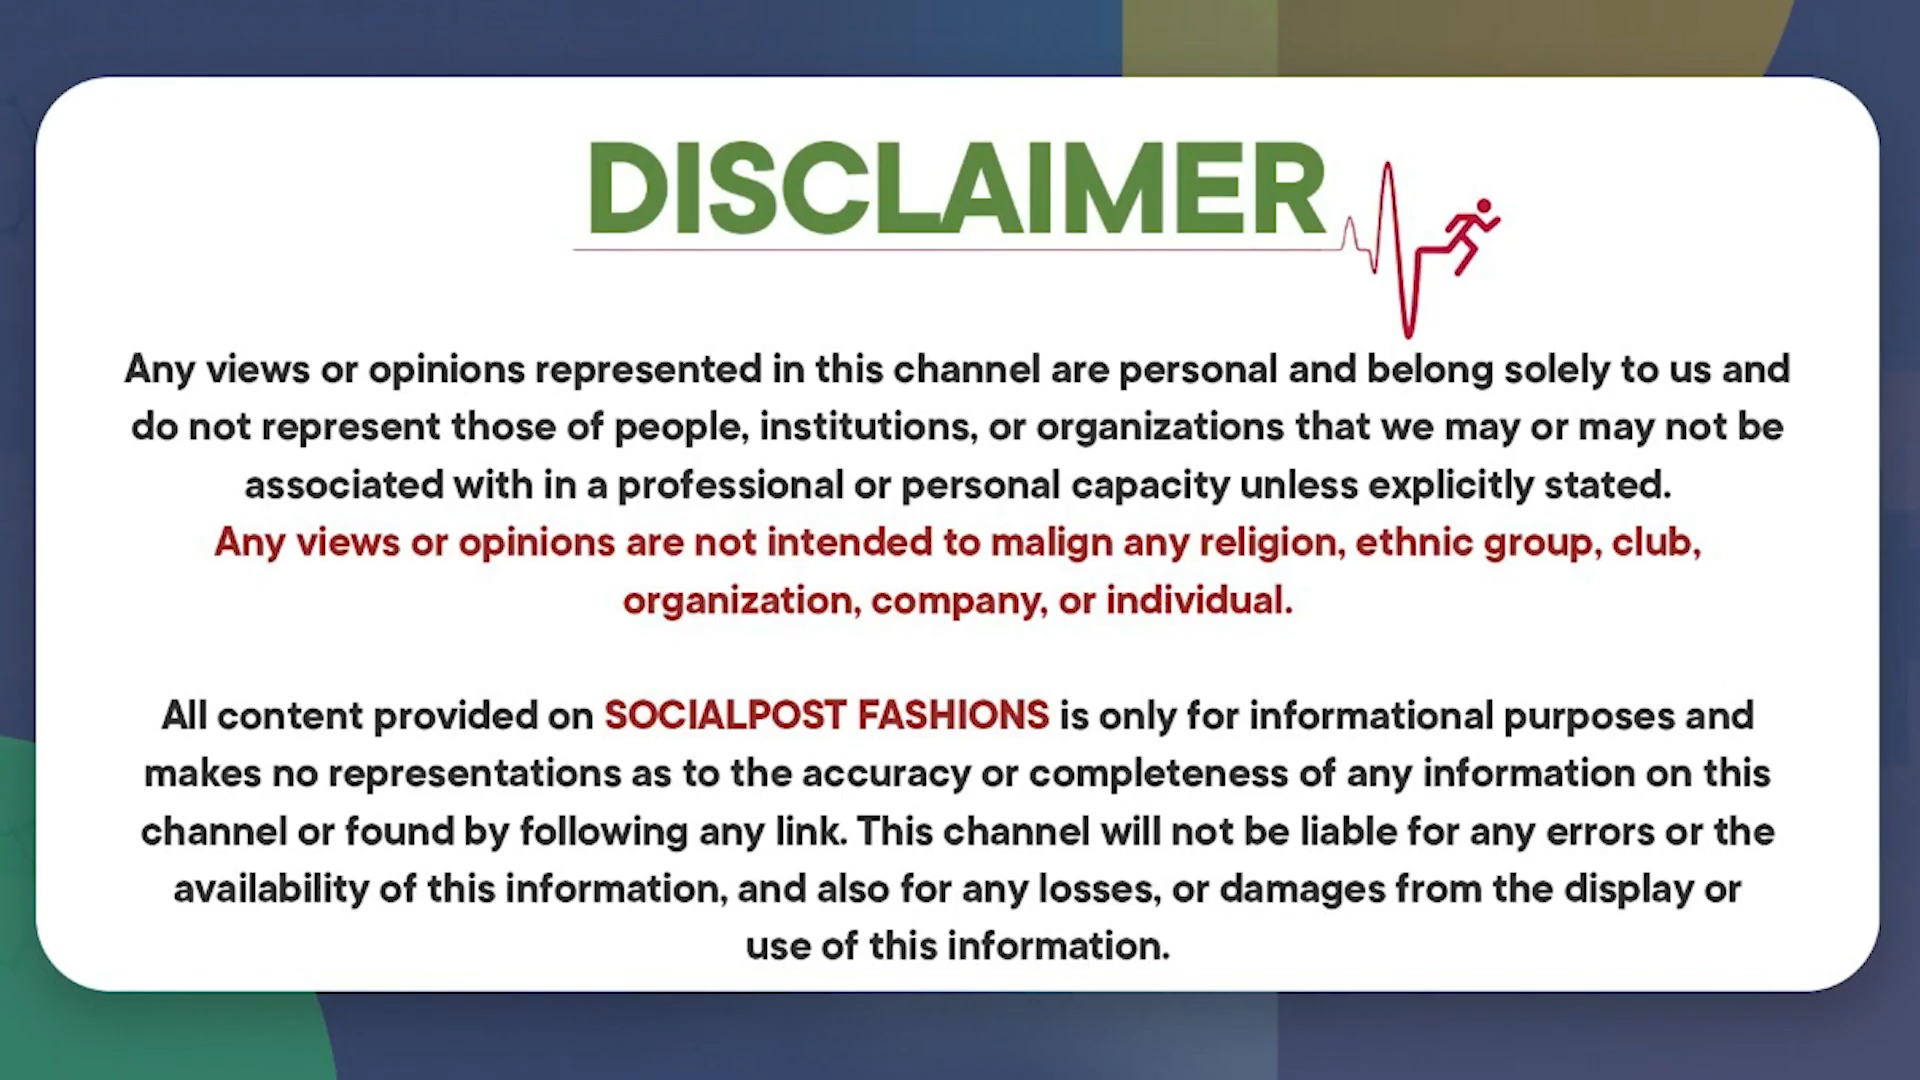 DISCLAIMER
Any views or opinions represented in this channel are personal and belong solely to us and
do not represent those of people, institutions, or organizations that we may or may not be
associated with in a professional or personal capacity unless explicitly stated.
Any views or opinions are not intended to malign any religion, ethnic group, club,
organization, company, or individual.
All content provided on SOCIALPOST FASHIONS is only for informational purposes and
makes no representations as to the accuracy or completeness of any information on this
channel or found by following any link. This channel will not be liable for any errors or the
availability of this information, and also for any losses, or damages from the display or
use of this information.